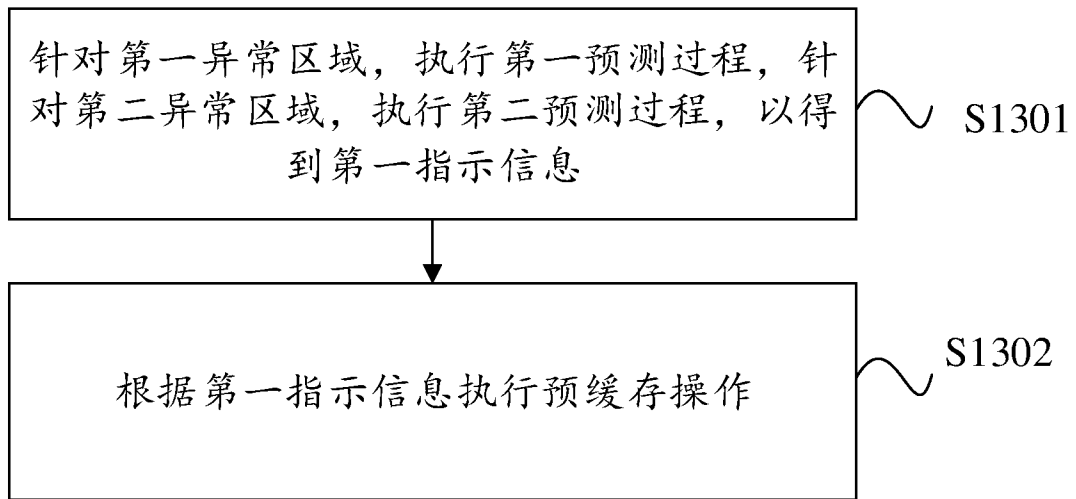 针对第一异常区域，执行第一预测过程，针
对第二异常区域，执行第二预测过程，以得
到第一指示信息
S1301
根据第一指示信息执行预缓存操作
S1302